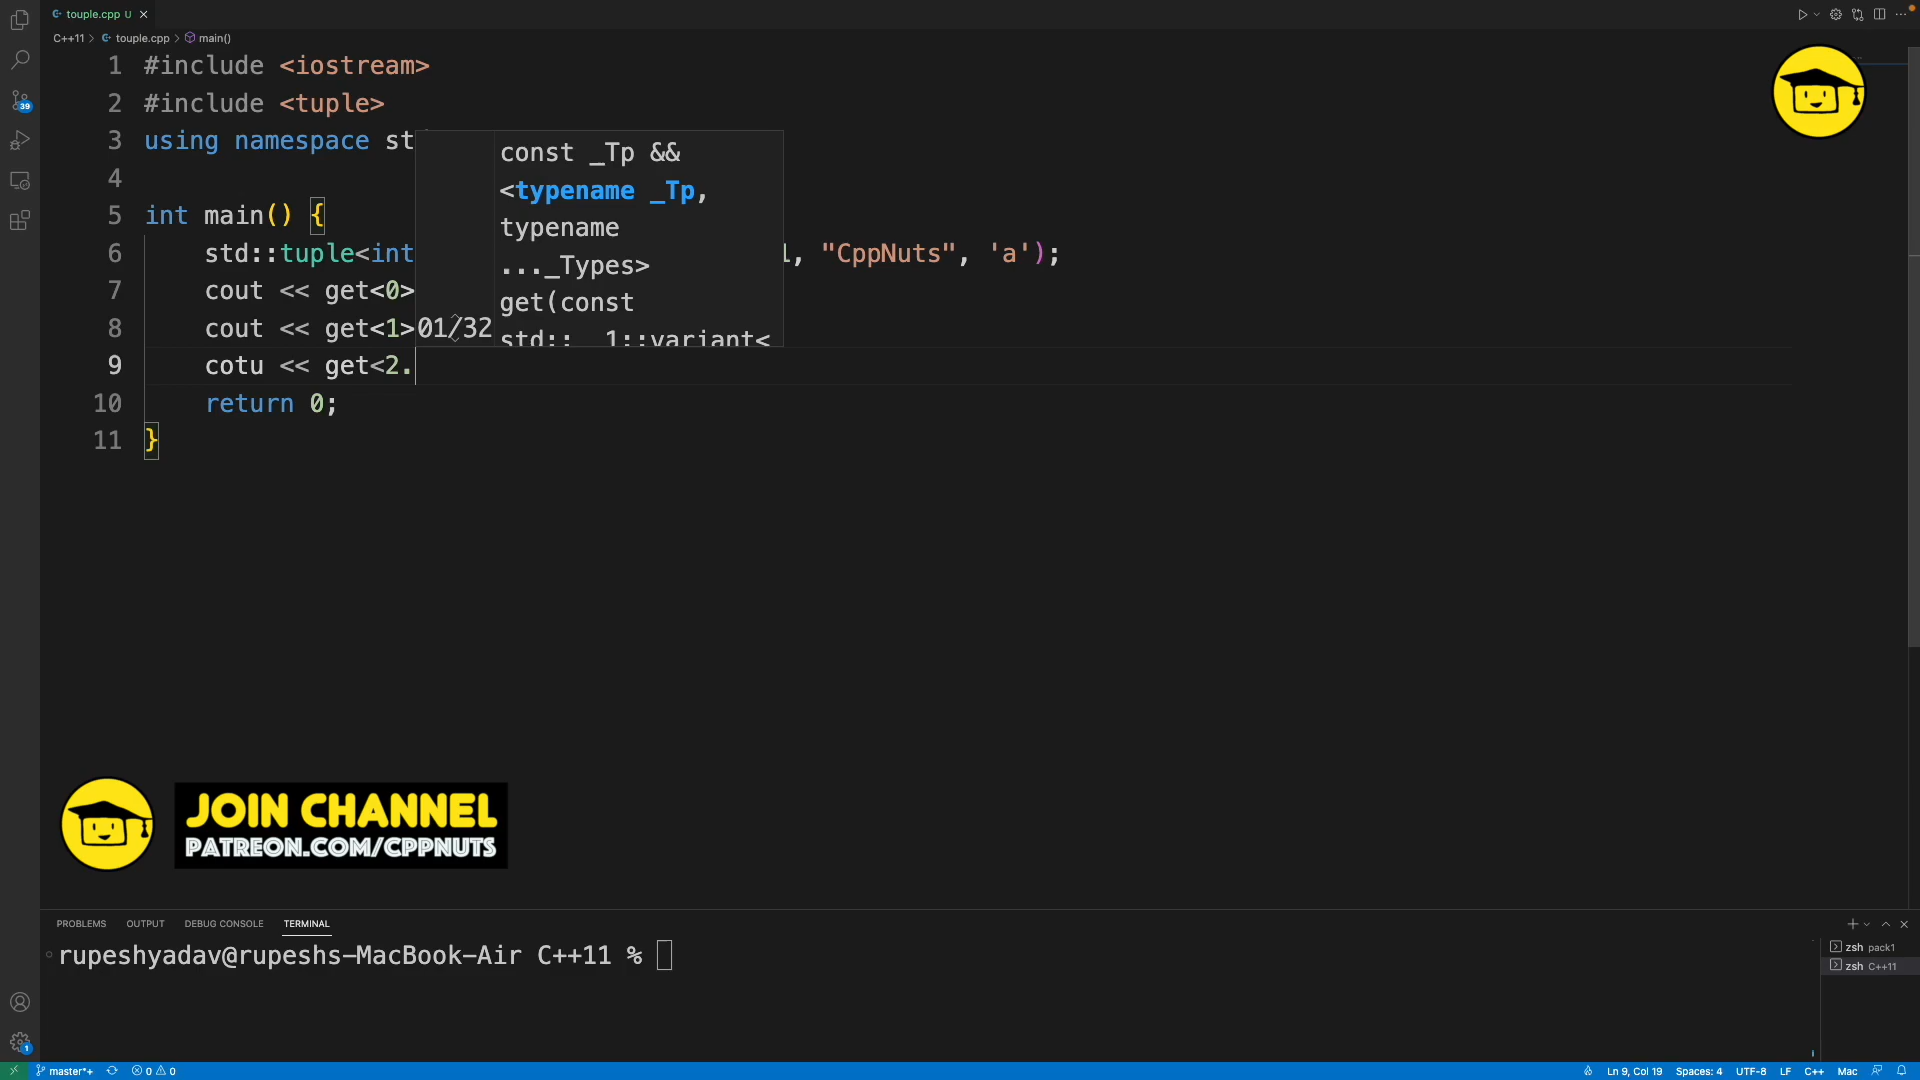 touple.cpp U
C++11 > touple.cpp > main()
1 #include <iostream>
2 #include <tuple>
3 using namespace st
4
5 int main() {
6 std::tuple<int , "CppNuts", 'a');
7 cout << get<0>
8 cout << get<1>
9 cotu << get<2.
10 return 0;
11 }
const _Tp &&
<typename _Tp,
typename
..._Types>
get(const
01/32
std::__1::variant<
JOIN CHANNEL
PATREON.COM/CPPNUTS
PROBLEMS OUTPUT DEBUG CONSOLE TERMINAL
rupeshyadav@rupeshs-MacBook-Air C++11 %
zsh pack1
zsh C++11
39
1
master*+ 0 0 Ln 9, Col 19 Spaces: 4 UTF-8 LF C++ Mac